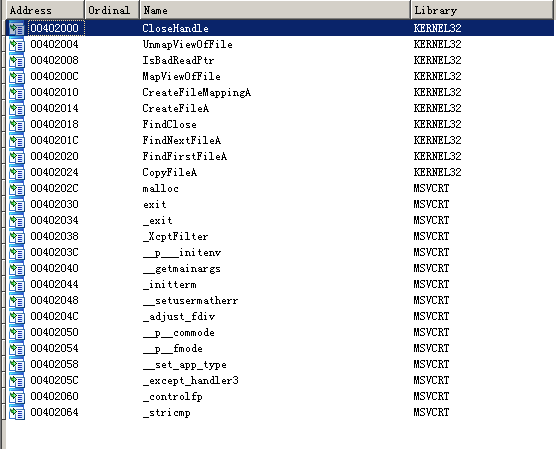 Address Ordinal Name Library
00402000 CloseHandle KERNEL32
00402004 UnmapViewOfFile KERNEL32
00402008 IsBadReadPtr KERNEL32
0040200C MapViewOfFile KERNEL32
00402010 CreateFileMappingA KERNEL32
00402014 CreateFileA KERNEL32
00402018 FindClose KERNEL32
0040201C FindNextFileA KERNEL32
00402020 FindFirstFileA KERNEL32
00402024 CopyFileA KERNEL32
0040202C malloc MSVCRT
00402030 exit MSVCRT
00402034 _exit MSVCRT
00402038 _XcptFilter MSVCRT
0040203C __p___initenv MSVCRT
00402040 __getmainargs MSVCRT
00402044 _initterm MSVCRT
00402048 __setusermatherr MSVCRT
0040204C _adjust_fdiv MSVCRT
00402050 __p__commode MSVCRT
00402054 __p__fmode MSVCRT
00402058 __set_app_type MSVCRT
0040205C _except_handler3 MSVCRT
00402060 _controlfp MSVCRT
00402064 _stricmp MSVCRT